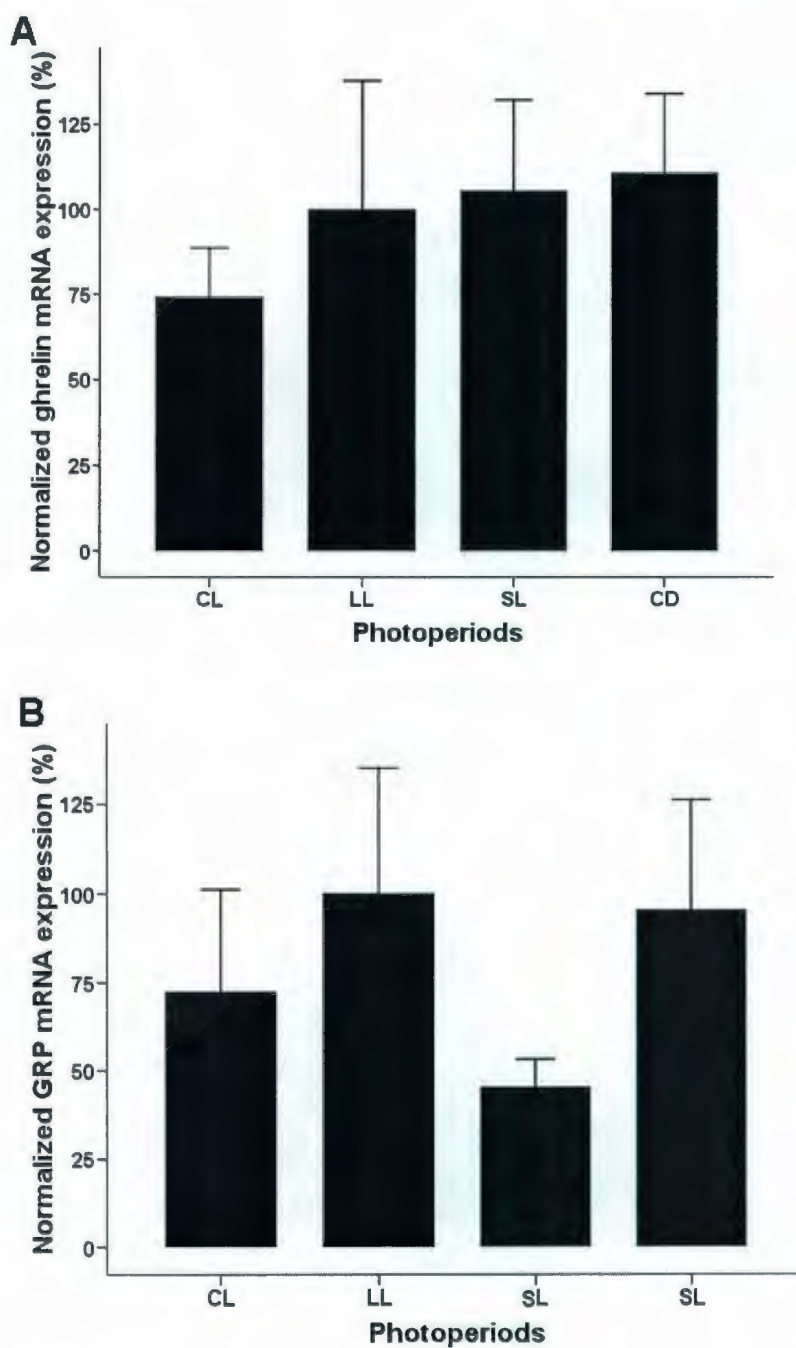 A
Normalized ghrelin mRNA expression (%)
125
100
75
50
25
0
CL LL SL CD
Photoperiods
B
Normalized GRP mRNA expression (%)
125
100
75
50
25
0
CL LL SL SL
Photoperiods